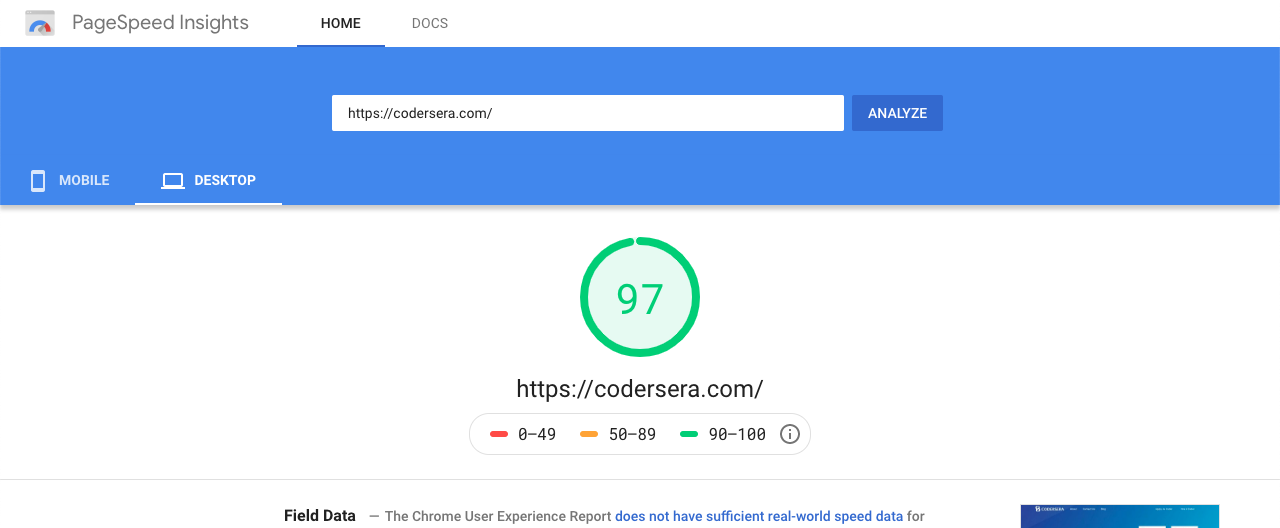 PageSpeed Insights HOME DOCS
https://codersera.com/ ANALYZE
MOBILE DESKTOP
97
https://codersera.com/
0–49 50–89 90–100
Field Data — The Chrome User Experience Report does not have sufficient real-world speed data for
CODERSERA